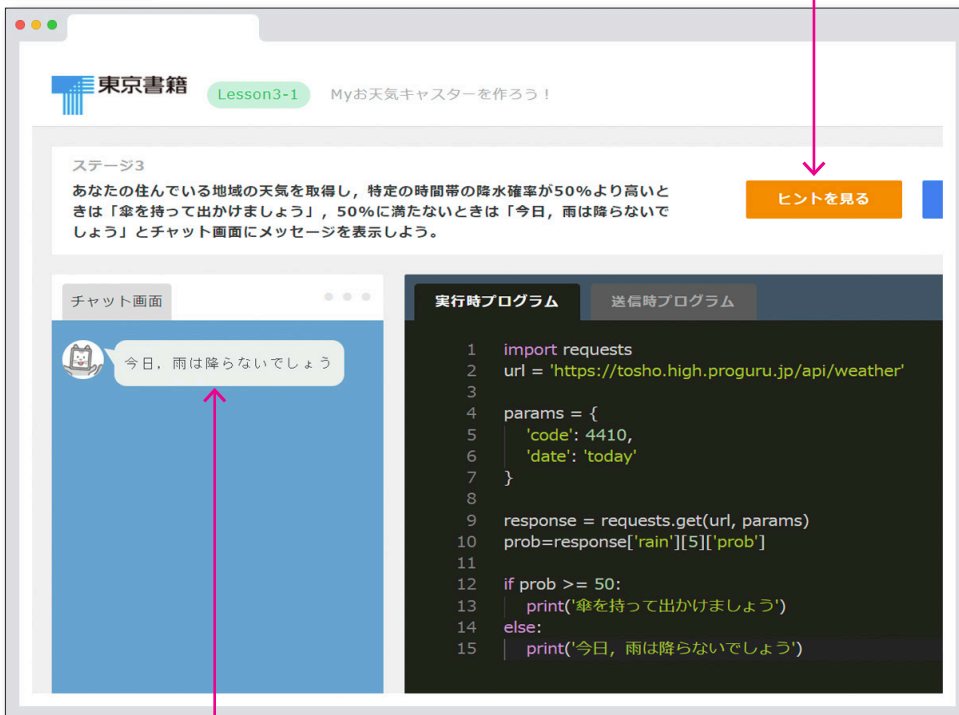 東京書籍
Lesson3-1
Myお天気キャスターを作ろう!
ステージ3
あなたの住んでいる地域の天気を取得し，特定の時間帯の降水確率が50%より高いと
きは「傘を持って出かけましょう」，50%に満たないときは「今日，雨は降らないで
しょう」とチャット画面にメッセージを表示しよう。
ヒントを見る
チャット画面
今日，雨は降らないでしょう
実行時プログラム
送信時プログラム
1 import requests
2 url = 'https://tosho.high.proguru.jp/api/weather'
3
4 params = {
5 'code': 4410,
6 'date': 'today'
7 }
8
9 response = requests.get(url, params)
10 prob=response['rain'][5]['prob']
11
12 if prob >= 50:
13 print('傘を持って出かけましょう')
14 else:
15 print('今日，雨は降らないでしょう')